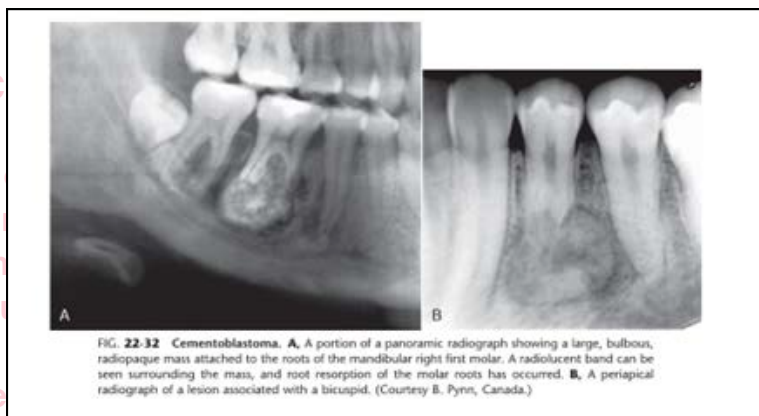 A
B
FIG. 22-32 Cementoblastoma. A, A portion of a panoramic radiograph showing a large, bulbous,
radiopaque mass attached to the roots of the mandibular right first molar. A radiolucent band can be
seen surrounding the mass, and root resorption of the molar roots has occurred. B, A periapical
radiograph of a lesion associated with a bicuspid. (Courtesy B. Pynn, Canada.)